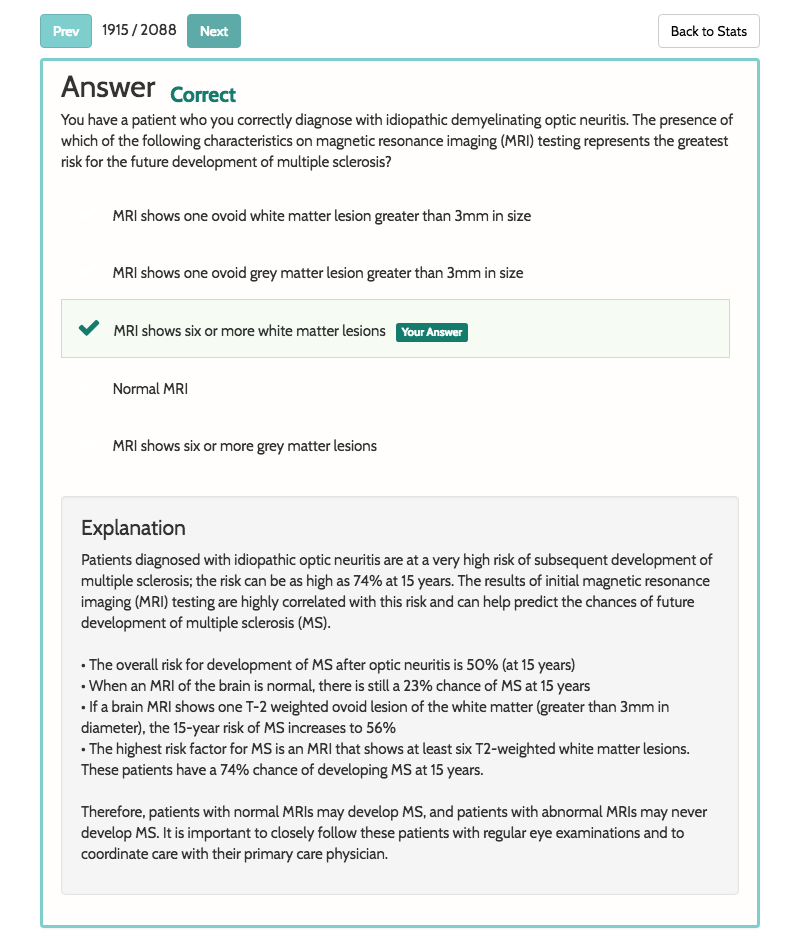 Prev 1915 / 2088 Next Back to Stats
Answer Correct
You have a patient who you correctly diagnose with idiopathic demyelinating optic neuritis. The presence of
which of the following characteristics on magnetic resonance imaging (MRI) testing represents the greatest
risk for the future development of multiple sclerosis?
MRI shows one ovoid white matter lesion greater than 3mm in size
MRI shows one ovoid grey matter lesion greater than 3mm in size
MRI shows six or more white matter lesions Your Answer
Normal MRI
MRI shows six or more grey matter lesions
Explanation
Patients diagnosed with idiopathic optic neuritis are at a very high risk of subsequent development of
multiple sclerosis; the risk can be as high as 74% at 15 years. The results of initial magnetic resonance
imaging (MRI) testing are highly correlated with this risk and can help predict the chances of future
development of multiple sclerosis (MS).
• The overall risk for development of MS after optic neuritis is 50% (at 15 years)
• When an MRI of the brain is normal, there is still a 23% chance of MS at 15 years
• If a brain MRI shows one T-2 weighted ovoid lesion of the white matter (greater than 3mm in
diameter), the 15-year risk of MS increases to 56%
• The highest risk factor for MS is an MRI that shows at least six T2-weighted white matter lesions.
These patients have a 74% chance of developing MS at 15 years.
Therefore, patients with normal MRIs may develop MS, and patients with abnormal MRIs may never
develop MS. It is important to closely follow these patients with regular eye examinations and to
coordinate care with their primary care physician.